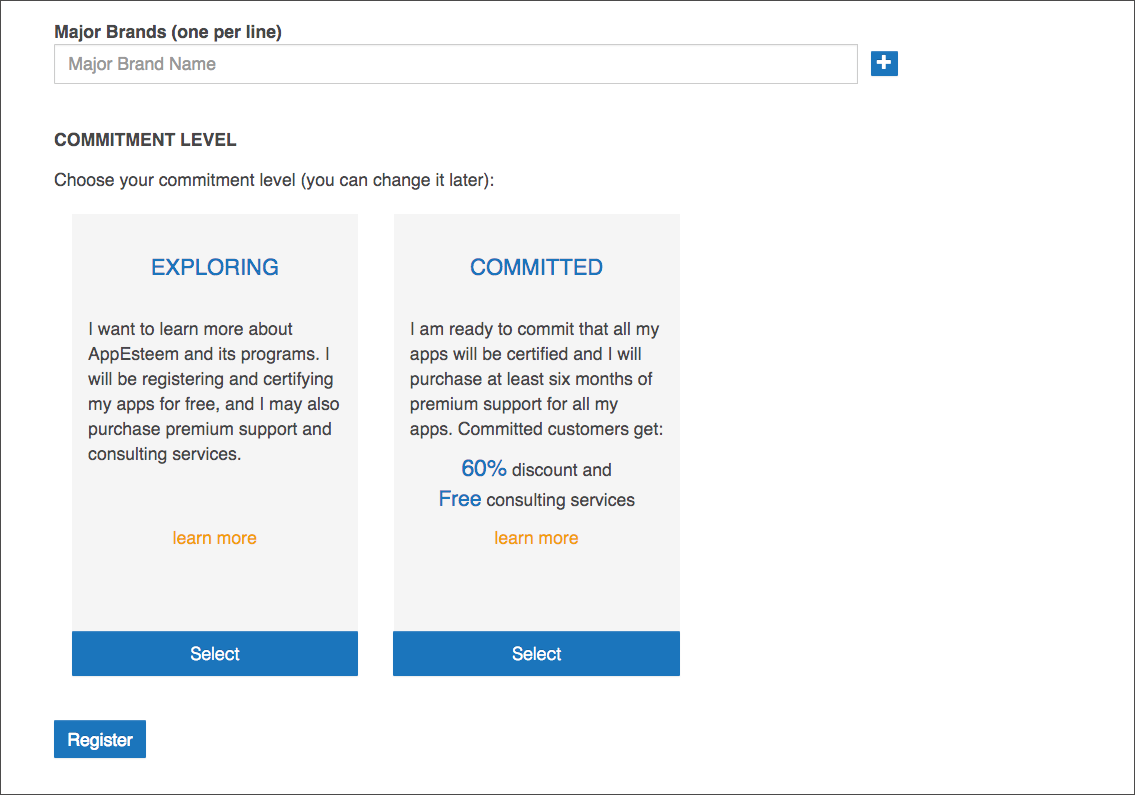 Major Brands (one per line)
Major Brand Name
COMMITMENT LEVEL
Choose your commitment level (you can change it later):
EXPLORING
I want to learn more about
AppEsteem and its programs. I
will be registering and certifying
my apps for free, and I may also
purchase premium support and
consulting services.
learn more
Select
COMMITTED
I am ready to commit that all my
apps will be certified and I will
purchase at least six months of
premium support for all my
apps. Committed customers get:
60% discount and
Free consulting services
learn more
Select
Register